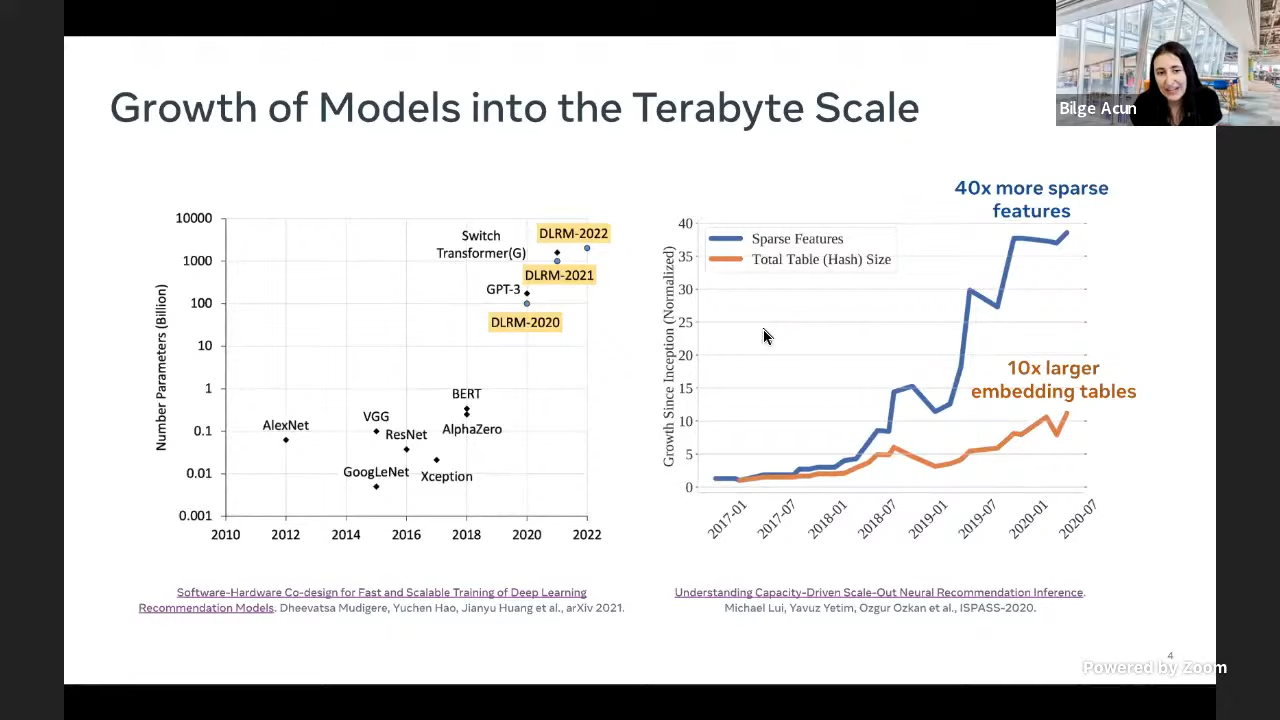 Growth of Models into the Terabyte Scale
Bilge Acun
10000
1000
100
10
1
0.1
0.01
0.001
Number Parameters (Billion)
2010
2012
2014
2016
2018
2020
2022
AlexNet
VGG
ResNet
GoogLeNet
Xception
BERT
AlphaZero
Switch
Transformer(G)
GPT-3
DLRM-2022
DLRM-2021
DLRM-2020
40x more sparse
features
Sparse Features
Total Table (Hash) Size
10x larger
embedding tables
Growth Since Inception (Normalized)
40
35
30
25
20
15
10
5
0
2017-01
2017-07
2018-01
2018-07
2019-01
2019-07
2020-01
2020-07
Software-Hardware Co-design for Fast and Scalable Training of Deep Learning
Recommendation Models. Dheevatsa Mudigere, Yuchen Hao, Jianyu Huang et al., arXiv 2021.
Understanding Capacity-Driven Scale-Out Neural Recommendation Inference.
Michael Lui, Yavuz Yetim, Ozgur Ozkan et al., ISPASS-2020.
4
Powered by Zoom